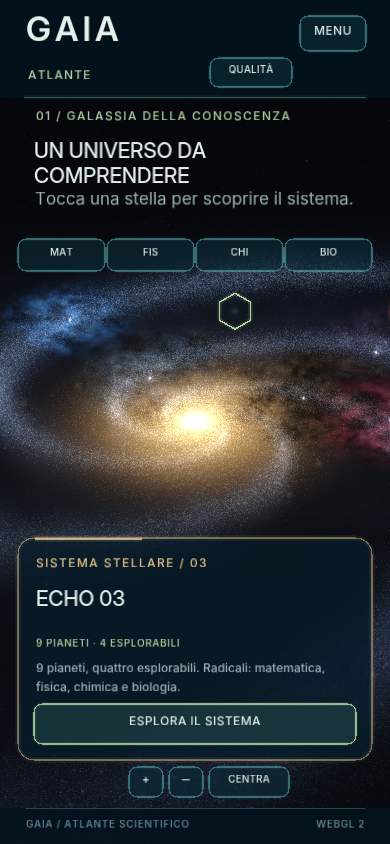 GAIA
MENU
ATLANTE
QUALITÀ
01 / GALASSIA DELLA CONOSCENZA
UN UNIVERSO DA
COMPRENDERE
Tocca una stella per scoprire il sistema.
MAT
FIS
CHI
BIO
SISTEMA STELLARE / 03
ECHO 03
9 PIANETI · 4 ESPLORABILI
9 pianeti, quattro esplorabili. Radicali: matematica,
fisica, chimica e biologia.
ESPLORA IL SISTEMA
+
−
CENTRA
GAIA / ATLANTE SCIENTIFICO
WEBGL 2